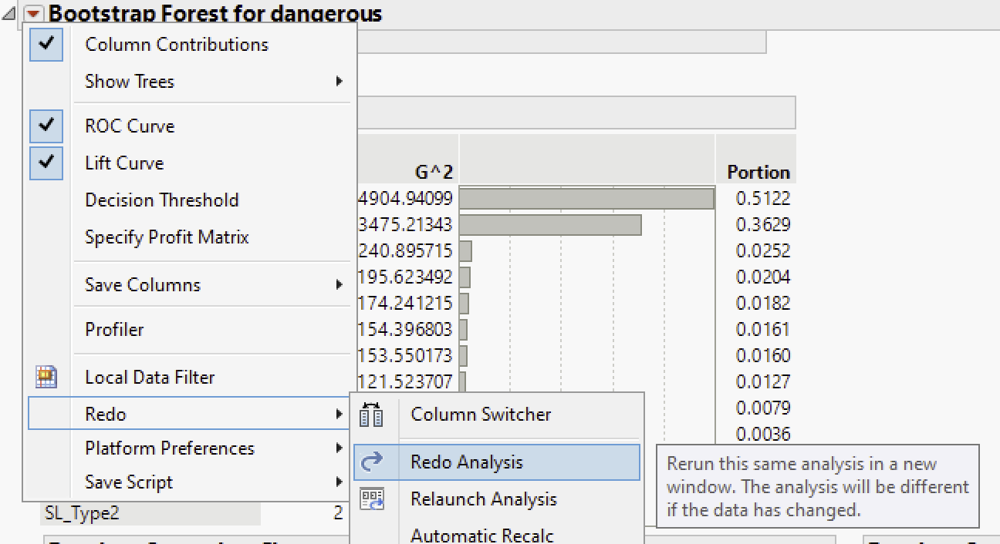 Bootstrap Forest for dangerous
Column Contributions
Show Trees
ROC Curve
Lift Curve
Decision Threshold
Specify Profit Matrix
Save Columns
Profiler
Local Data Filter
Redo
Platform Preferences
Save Script
G^2 Portion
4904.94099 0.5122
3475.21343 0.3629
240.895715 0.0252
195.623492 0.0204
174.241215 0.0182
154.396803 0.0161
153.550173 0.0160
121.523707 0.0127
0.0079
0.0036
Column Switcher
Redo Analysis
Relaunch Analysis
Automatic Recalc
Rerun this same analysis in a new
window. The analysis will be different
if the data has changed.
SL_Type2 2